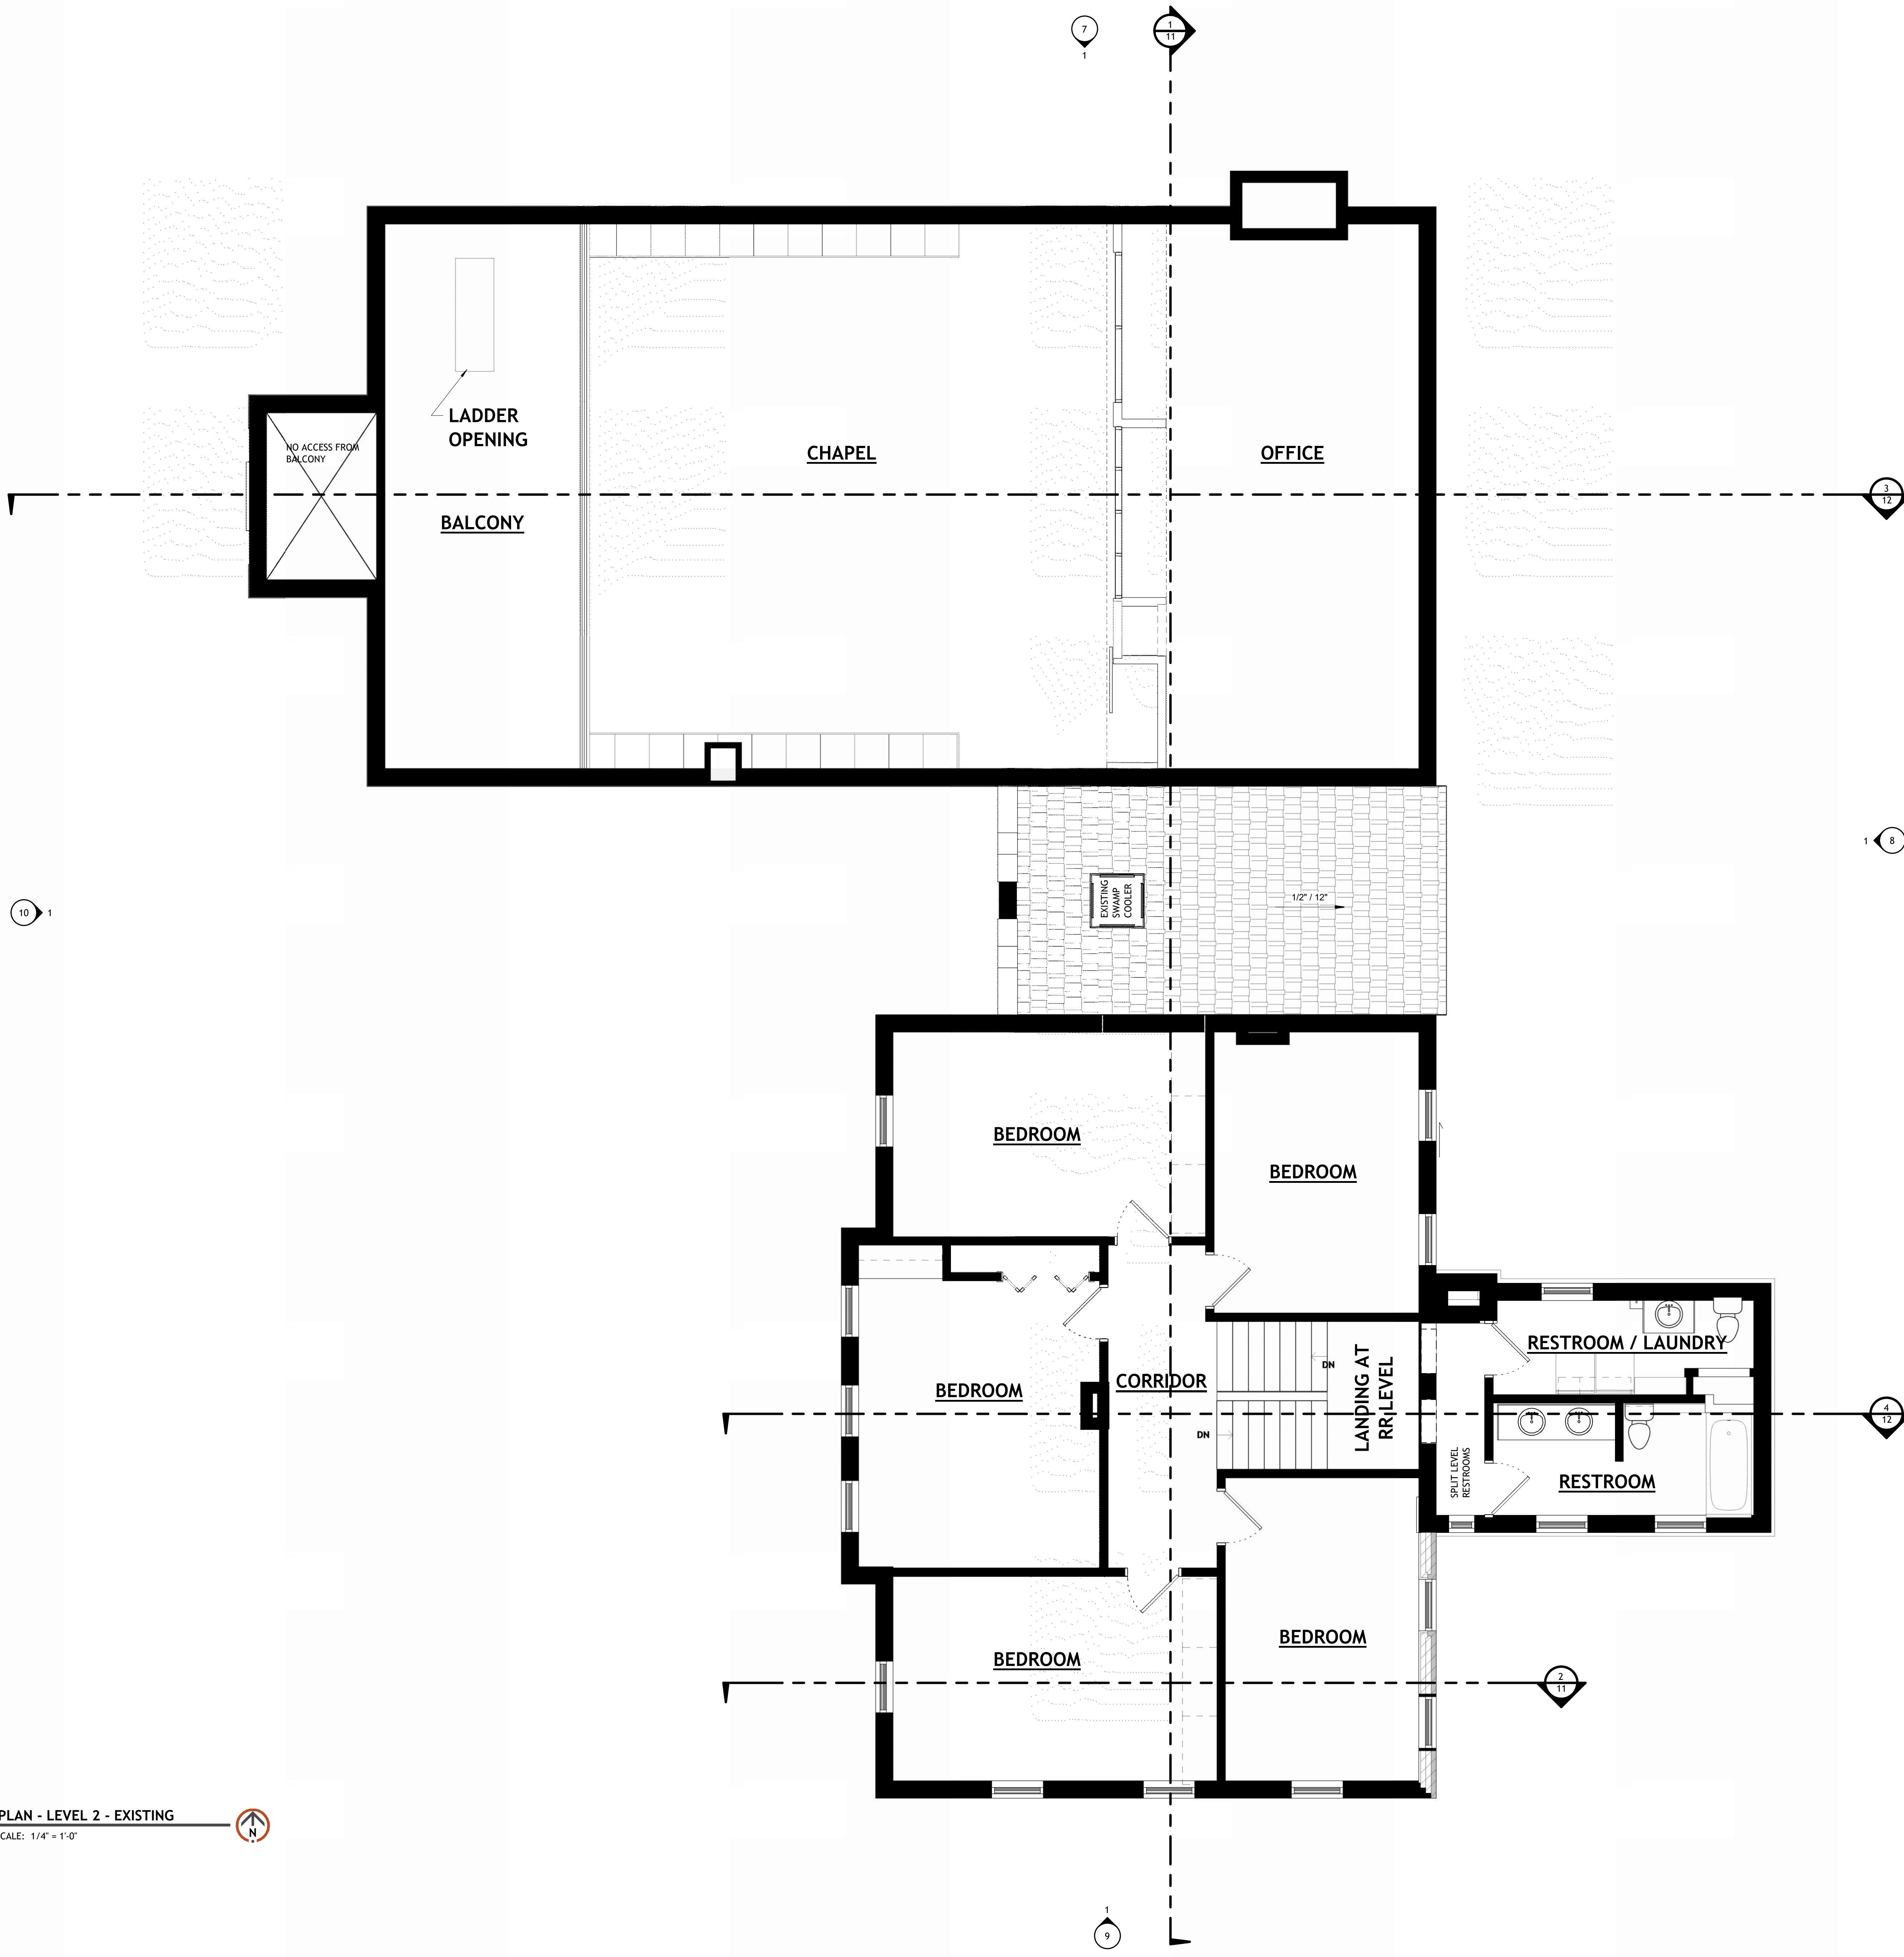 7
1
1
11
LADDER
OPENING
NO ACCESS FROM
BALCONY
CHAPEL
OFFICE
3
12
BALCONY
1
8
EXISTING
SWAMP
COOLER
1/2" / 12"
10
1
BEDROOM
BEDROOM
RESTROOM / LAUNDRY
DN
LANDING AT
RR LEVEL
CORRIDOR
BEDROOM
4
12
DN
SPLIT LEVEL
RESTROOMS
RESTROOM
BEDROOM
BEDROOM
2
11
PLAN - LEVEL 2 - EXISTING
N
CALE: 1/4" = 1'-0"
1
9